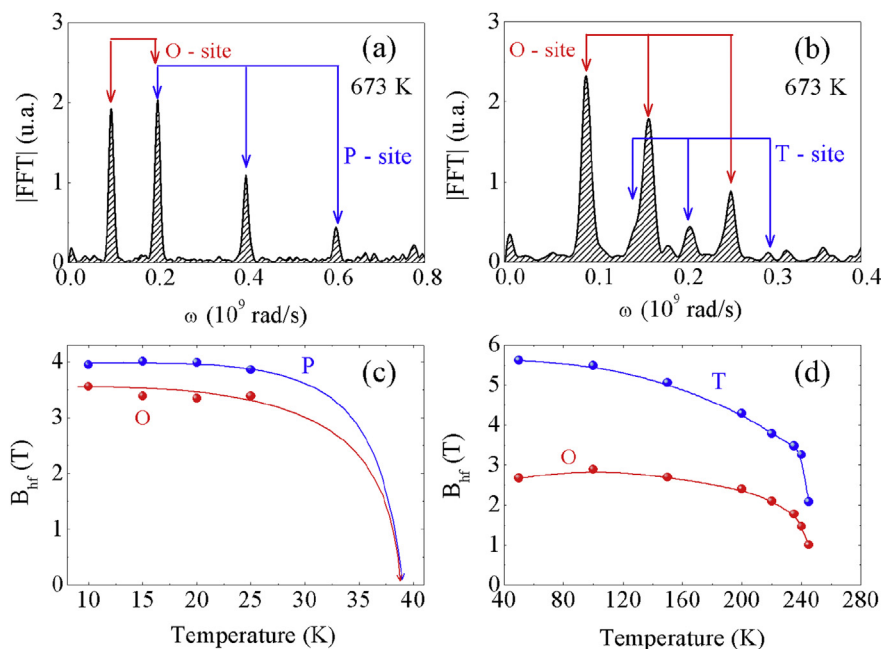 3
O - site
(a)
673 K
2
P - site
1
0
0.0
0.2
0.4
0.6
0.8
|FFT| (u.a.)
ω (10⁹ rad/s)
3
O - site
(b)
673 K
2
T - site
1
0
0.0
0.1
0.2
0.3
0.4
|FFT| (u.a.)
ω (10⁹ rad/s)
4
P
(c)
3
O
2
1
0
10
15
20
25
30
35
40
B_hf (T)
Temperature (K)
6
5
T
(d)
4
3
O
2
1
0
40
80
120
160
200
240
280
B_hf (T)
Temperature (K)